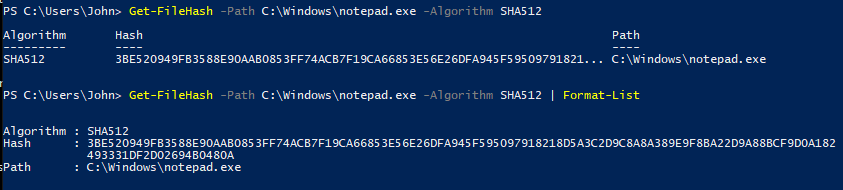 PS C:\Users\John> Get-FileHash -Path C:\Windows\notepad.exe -Algorithm SHA512
Algorithm Hash Path
--------- ---- ----
SHA512 3BE520949FB3588E90AAB0853FF74ACB7F19CA66853E56E26DFA945F59509791821... C:\Windows\notepad.exe
PS C:\Users\John> Get-FileHash -Path C:\Windows\notepad.exe -Algorithm SHA512 | Format-List
Algorithm : SHA512
Hash : 3BE520949FB3588E90AAB0853FF74ACB7F19CA66853E56E26DFA945F595097918218D5A3C2D9C8A8A389E9F8BA22D9A88BCF9D0A182
493331DF2D02694B0480A
Path : C:\Windows\notepad.exe